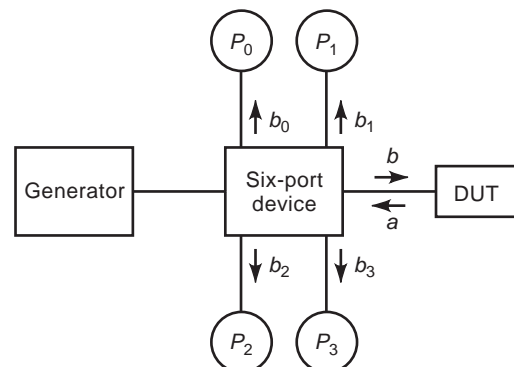 P0 P1
b0 b1
Generator
Six-port
device
b
a
DUT
b2 b3
P2 P3